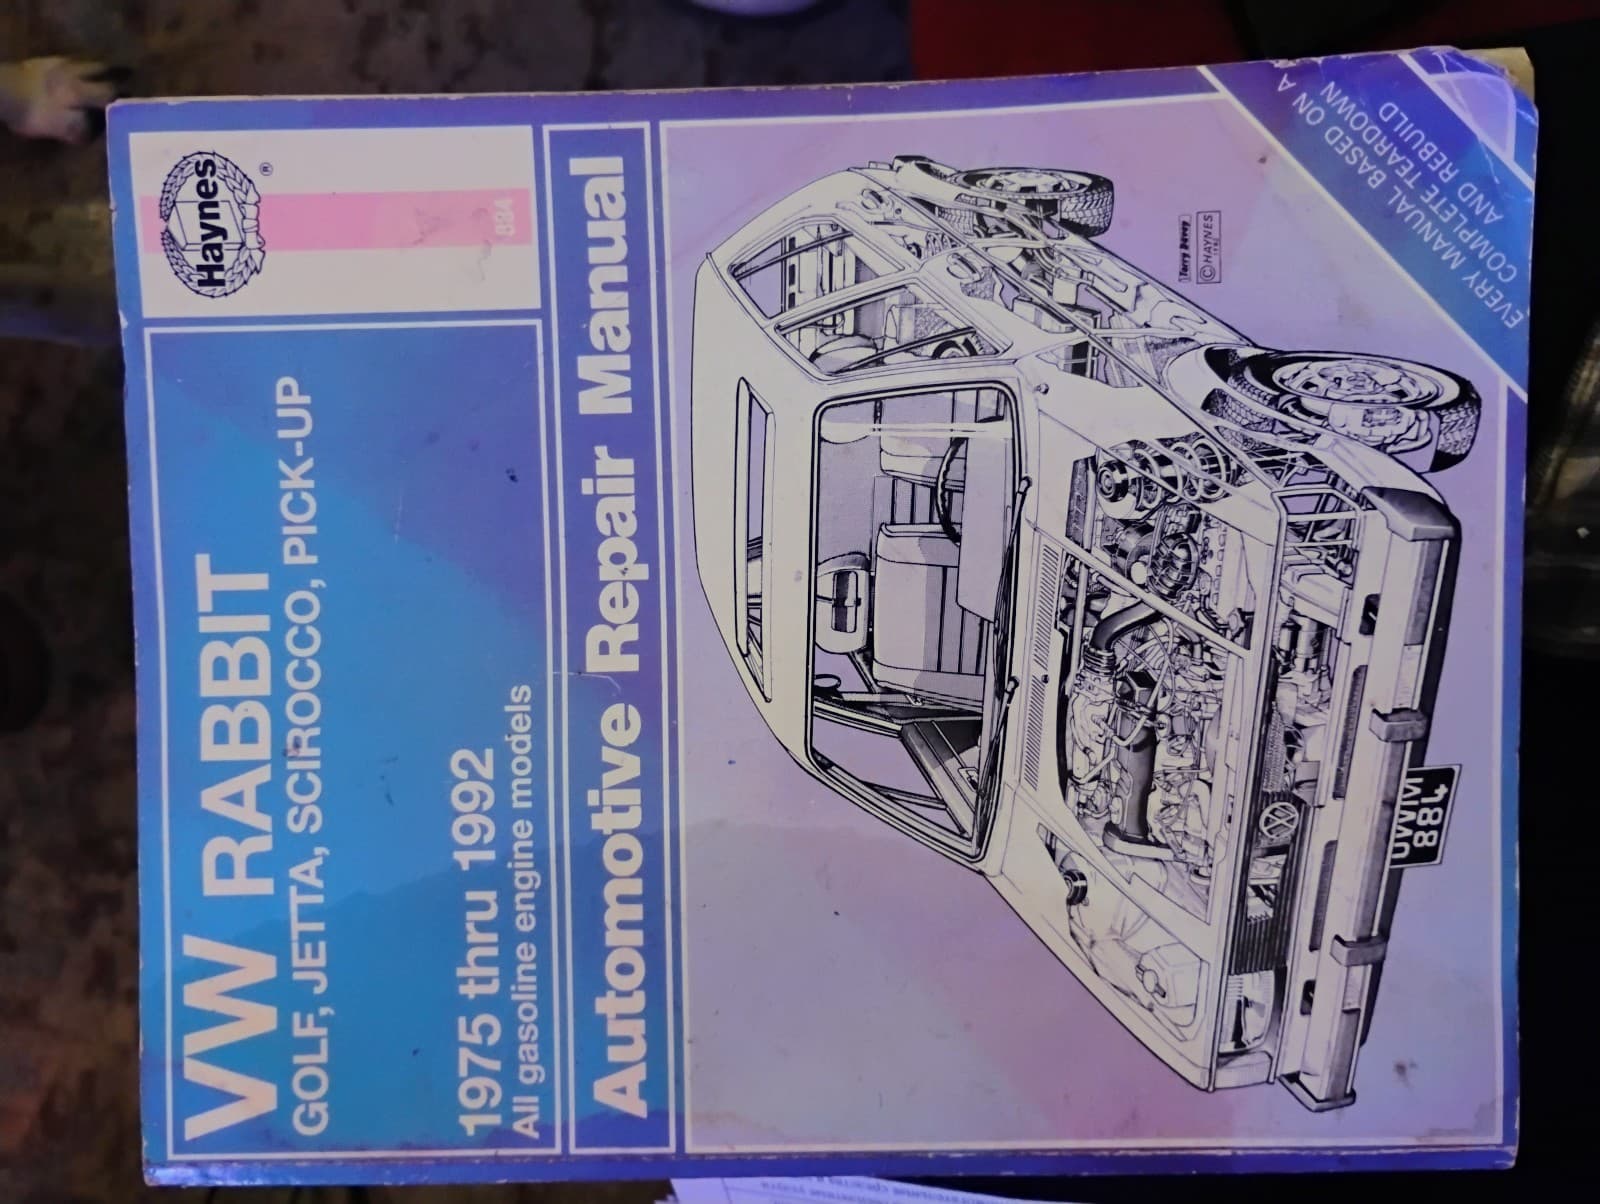 Haynes
®
884
VW RABBIT
GOLF, JETTA, SCIROCCO, PICK-UP
1975 thru 1992
All gasoline engine models
Automotive Repair Manual
Terry Davey
© HAYNES
EVERY MANUAL BASED ON A
COMPLETE TEARDOWN
AND REBUILD
UVWM
884